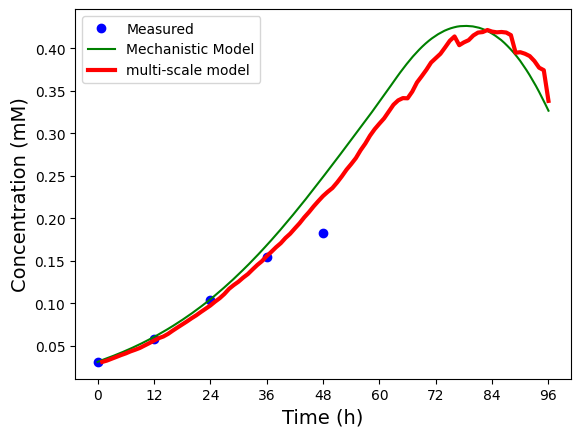 Measured
Mechanistic Model
multi-scale model
Concentration (mM)
0.40
0.35
0.30
0.25
0.20
0.15
0.10
0.05
0 12 24 36 48 60 72 84 96
Time (h)